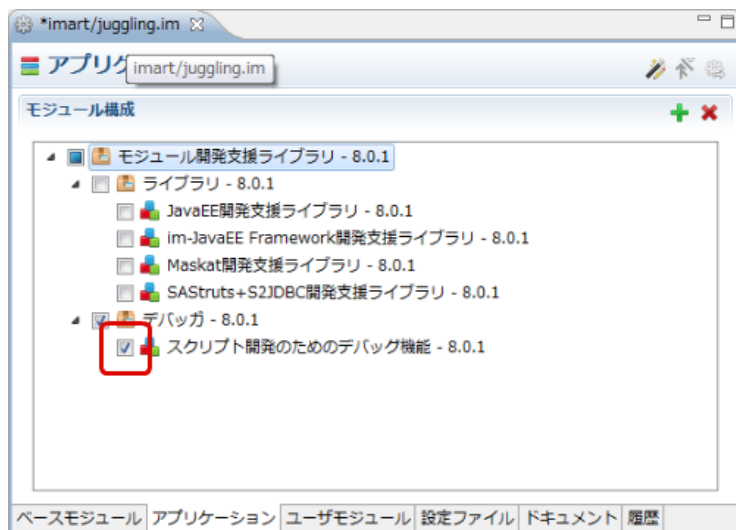 *imart/juggling.im
アプリク
imart/juggling.im
モジュール構成
モジュール開発支援ライブラリ - 8.0.1
ライブラリ - 8.0.1
JavaEE開発支援ライブラリ - 8.0.1
im-JavaEE Framework開発支援ライブラリ - 8.0.1
Maskat開発支援ライブラリ - 8.0.1
SAStruts+S2JDBC開発支援ライブラリ - 8.0.1
デバッガ - 8.0.1
スクリプト開発のためのデバッグ機能 - 8.0.1
ベースモジュール アプリケーション ユーザモジュール 設定ファイル ドキュメント 履歴